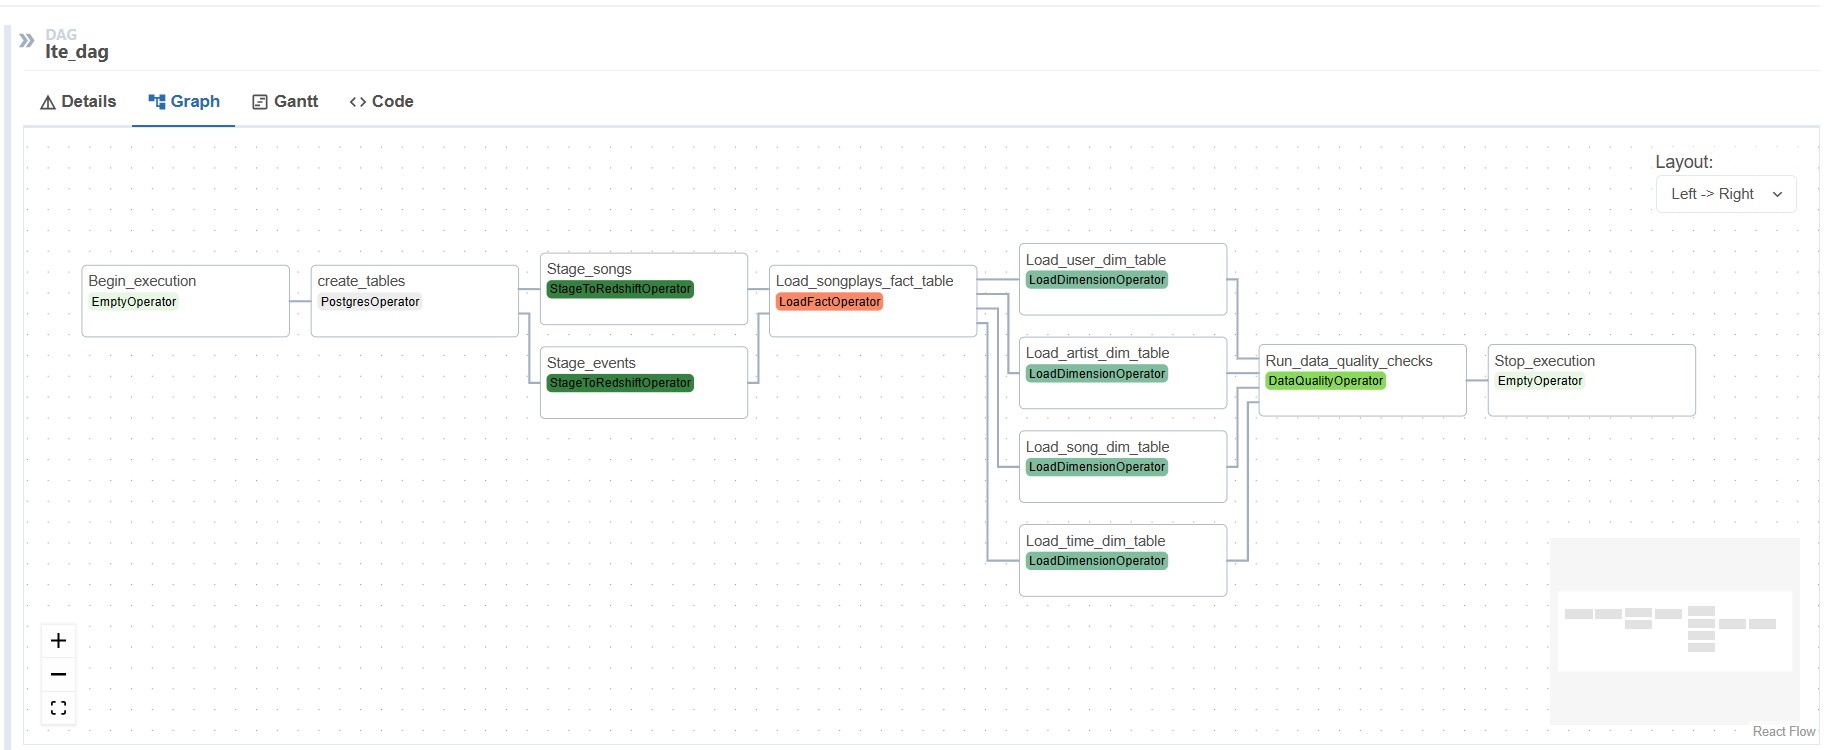 DAG
lte_dag
Details
Graph
Gantt
Code
Layout:
Left -> Right
Begin_execution
EmptyOperator
create_tables
PostgresOperator
Stage_songs
StageToRedshiftOperator
Stage_events
StageToRedshiftOperator
Load_songplays_fact_table
LoadFactOperator
Load_user_dim_table
LoadDimensionOperator
Load_artist_dim_table
LoadDimensionOperator
Load_song_dim_table
LoadDimensionOperator
Load_time_dim_table
LoadDimensionOperator
Run_data_quality_checks
DataQualityOperator
Stop_execution
EmptyOperator
React Flow